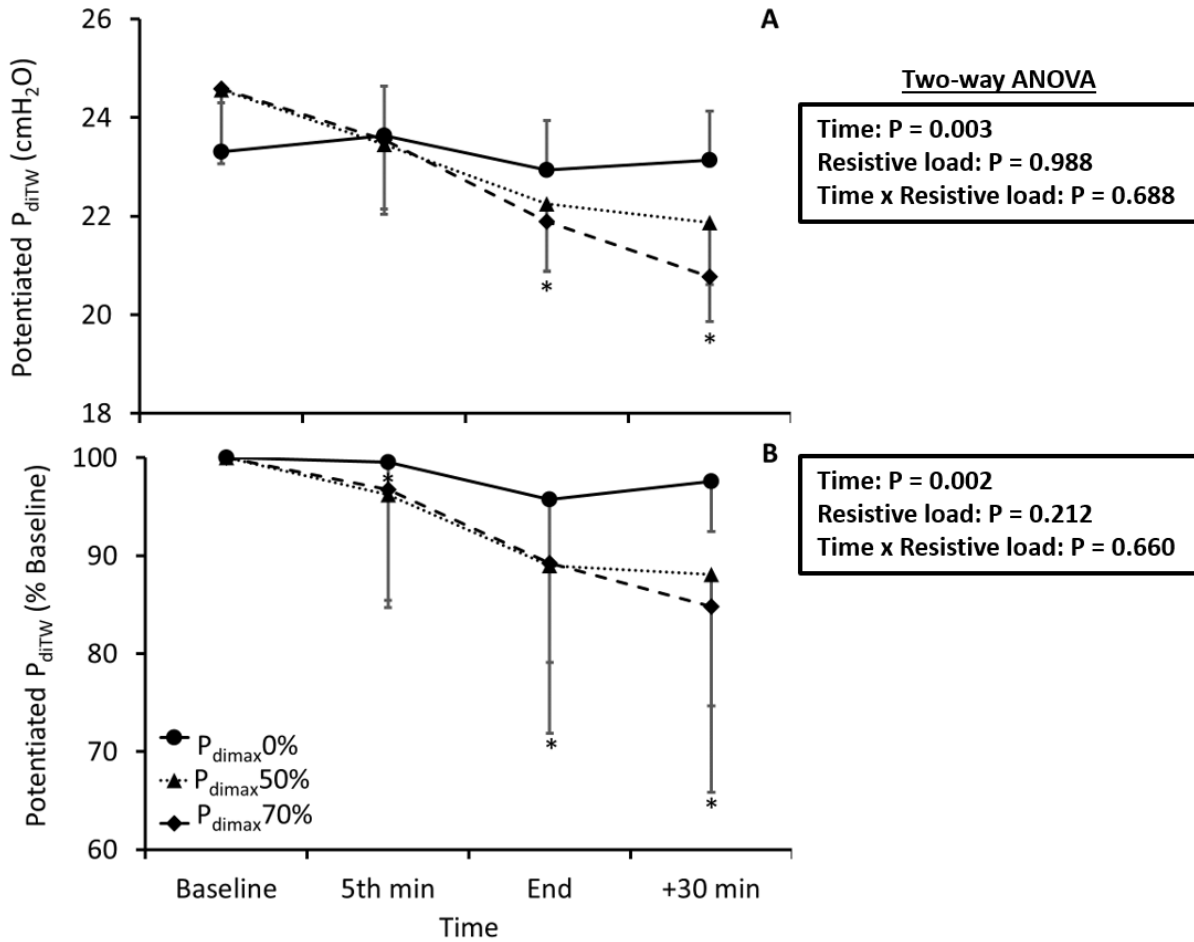 A
Potentiated PdiTW (cmH2O)
26
24
22
20
18
*
*
Two-way ANOVA
Time: P = 0.003
Resistive load: P = 0.988
Time x Resistive load: P = 0.688
B
Potentiated PdiTW (% Baseline)
100
90
80
70
60
*
*
*
Pdimax0%
Pdimax50%
Pdimax70%
Baseline
5th min
End
+30 min
Time
Time: P = 0.002
Resistive load: P = 0.212
Time x Resistive load: P = 0.660